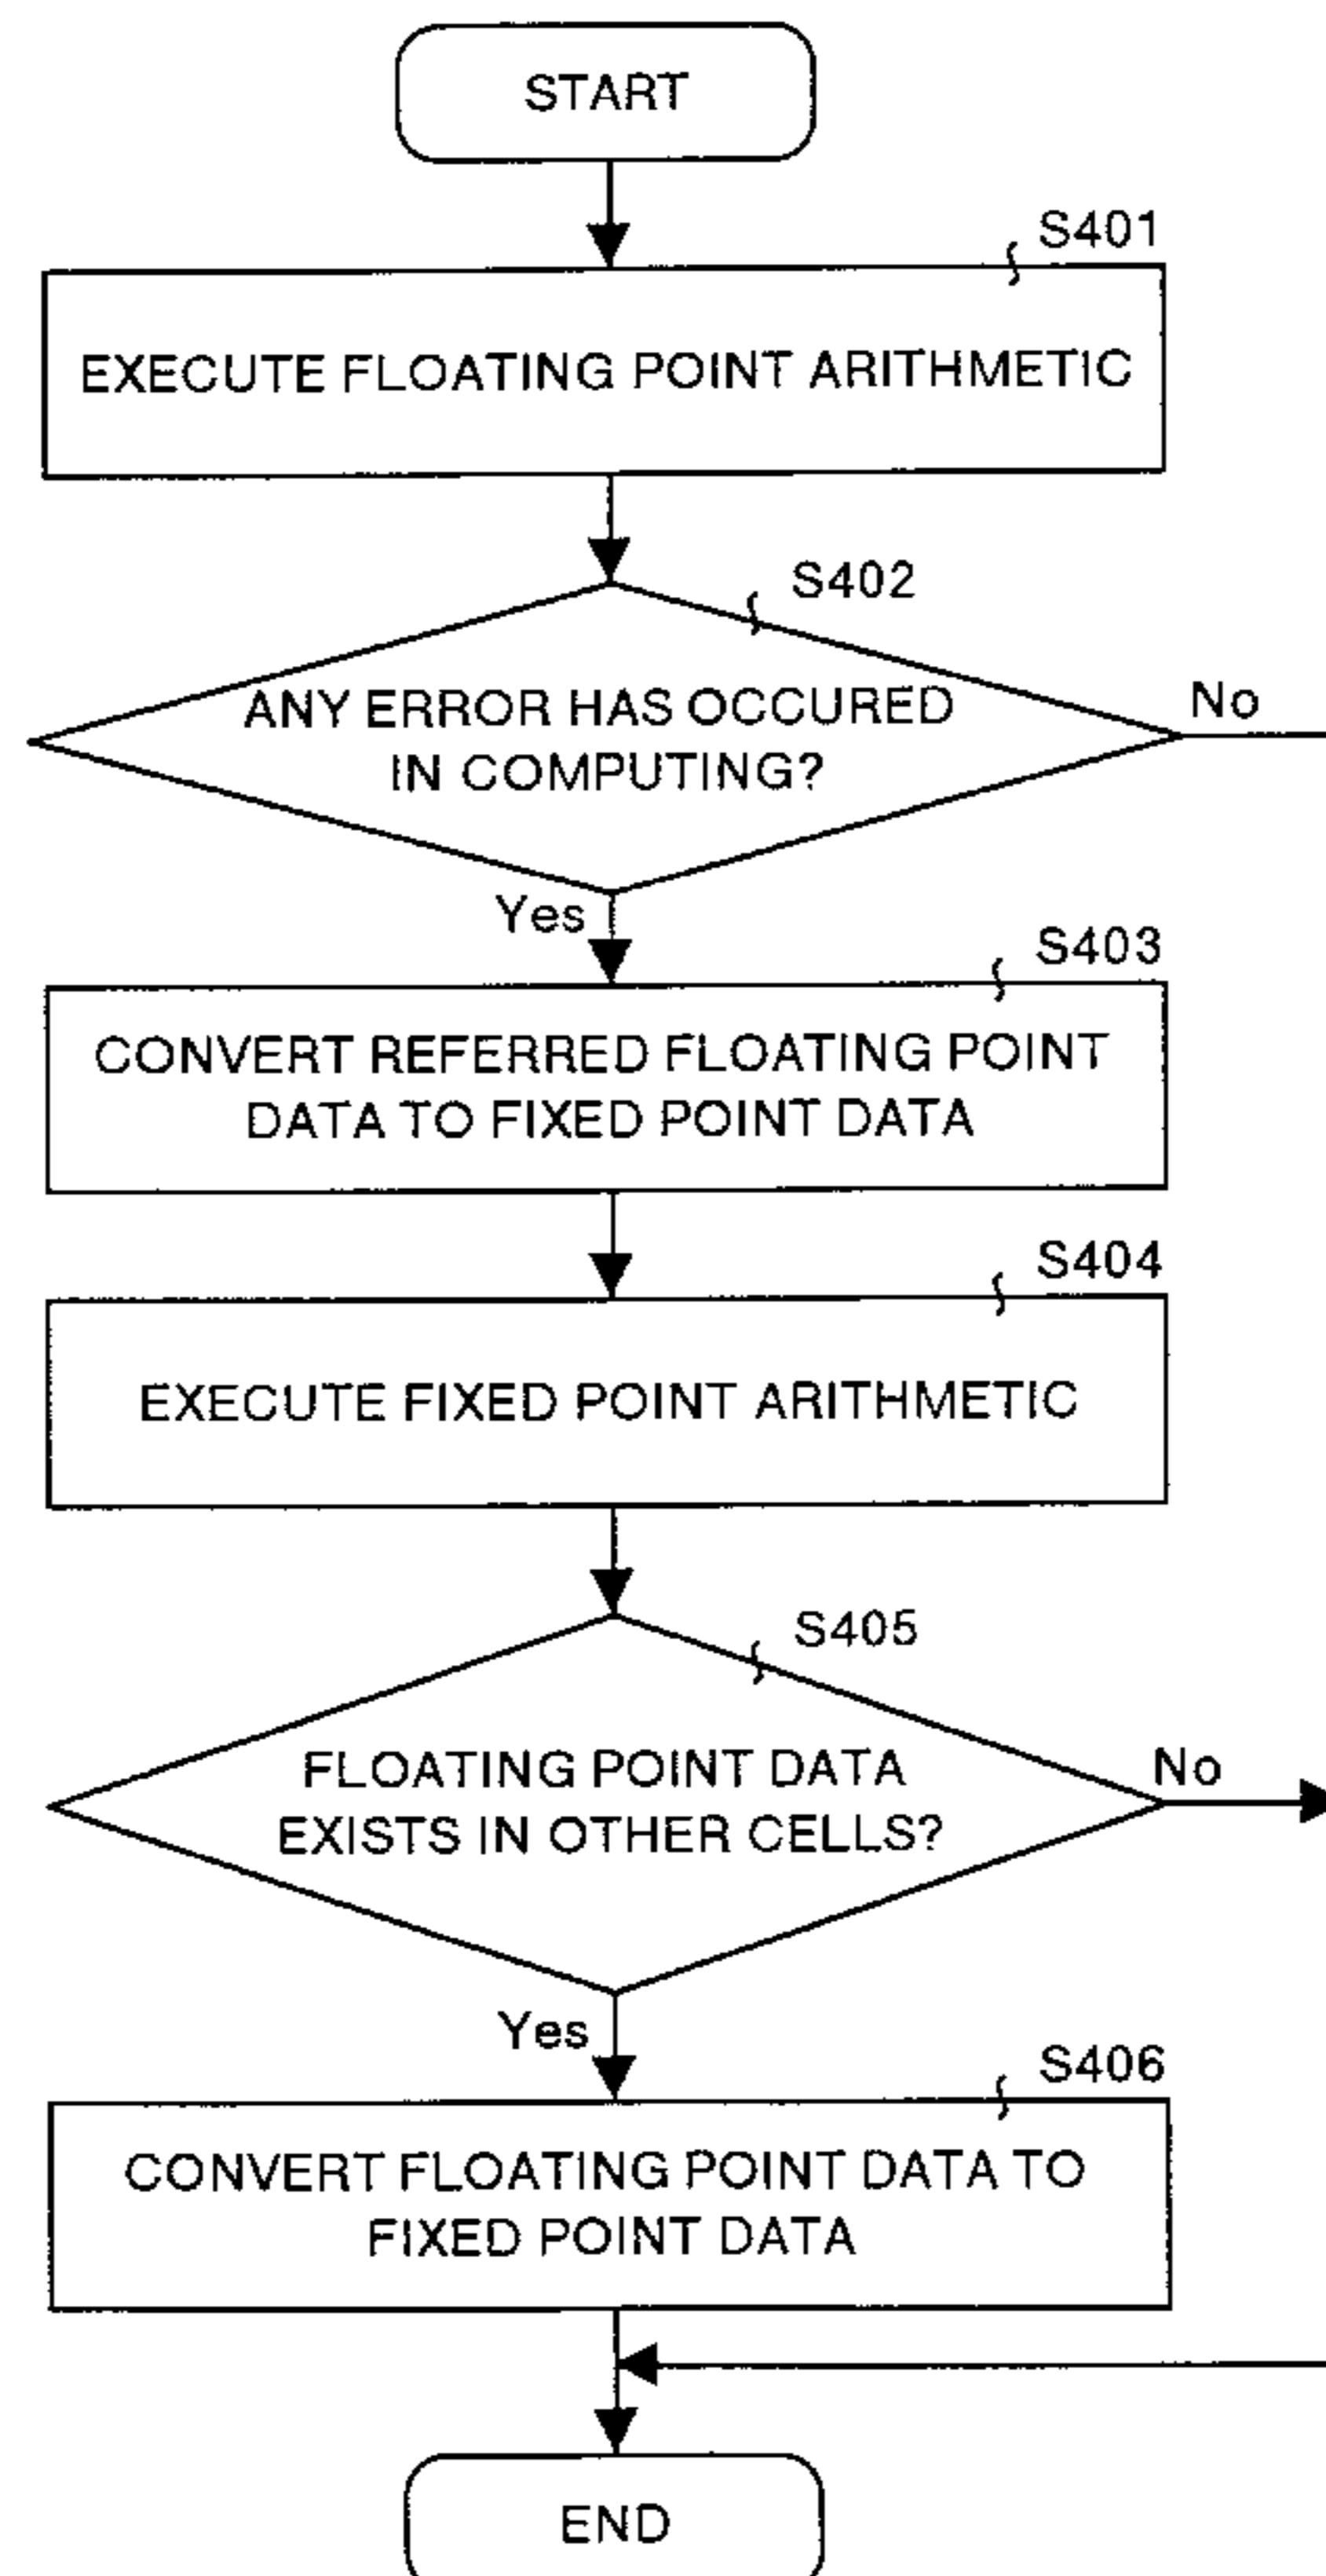 START
S401
EXECUTE FLOATING POINT ARITHMETIC
S402
ANY ERROR HAS OCCURED
IN COMPUTING?
No
Yes
S403
CONVERT REFERRED FLOATING POINT
DATA TO FIXED POINT DATA
S404
EXECUTE FIXED POINT ARITHMETIC
S405
FLOATING POINT DATA
EXISTS IN OTHER CELLS?
No
Yes
S406
CONVERT FLOATING POINT DATA TO
FIXED POINT DATA
END